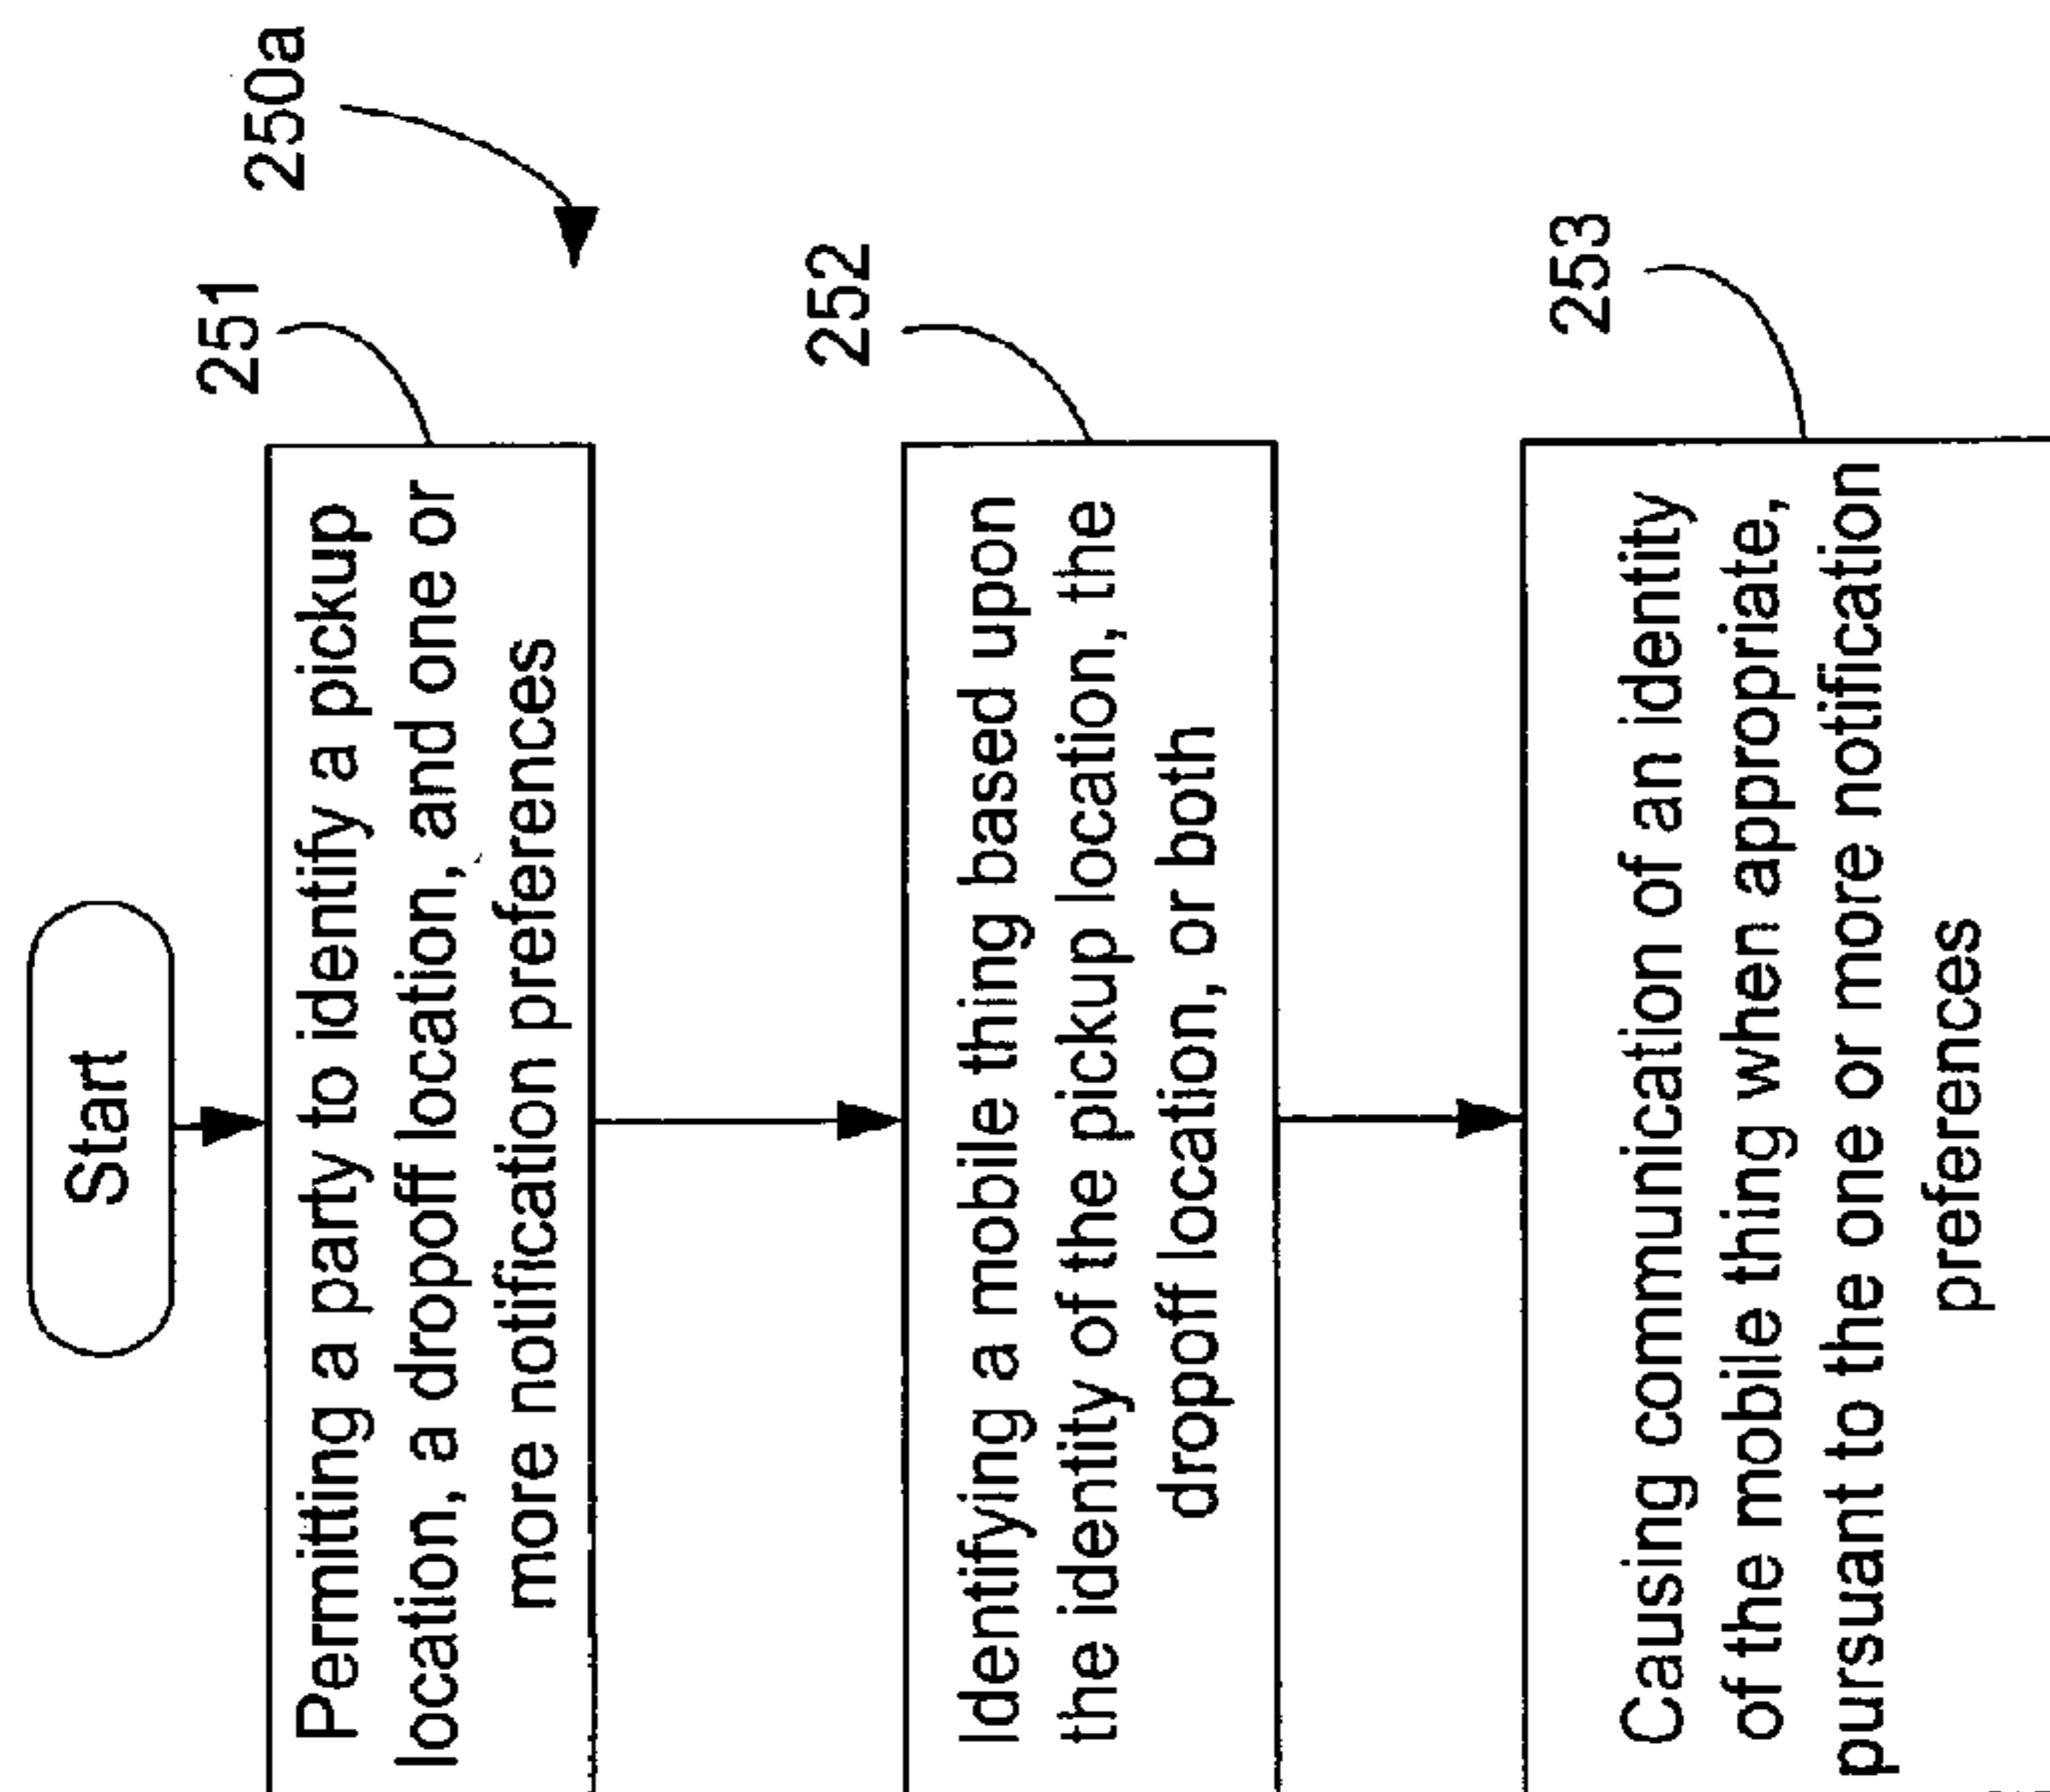 Start
250a
251
Permitting a party to identify a pickup
location, a dropoff location, and one or
more notification preferences
252
Identifying a mobile thing based upon
the identity of the pickup location, the
dropoff location, or both
253
Causing communication of an identity
of the mobile thing when appropriate,
pursuant to the one or more notification
preferences